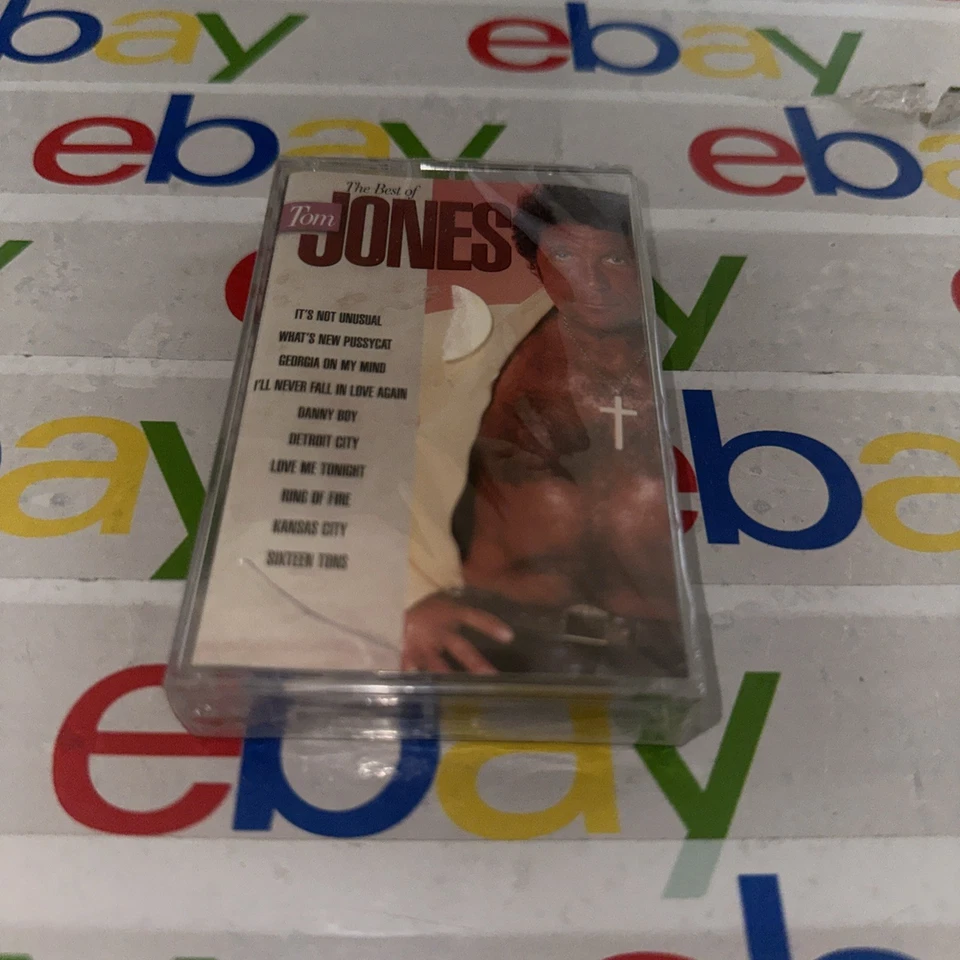 ebay ebay
ebay ebay
The Best of
Tom
JONES
IT'S NOT UNUSUAL
WHAT'S NEW PUSSYCAT
GEORGIA ON MY MIND
I'LL NEVER FALL IN LOVE AGAIN
DANNY BOY
DETROIT CITY
LOVE ME TONIGHT
RING OF FIRE
KANSAS CITY
SIXTEEN TONS
ebay
ebay
ebay